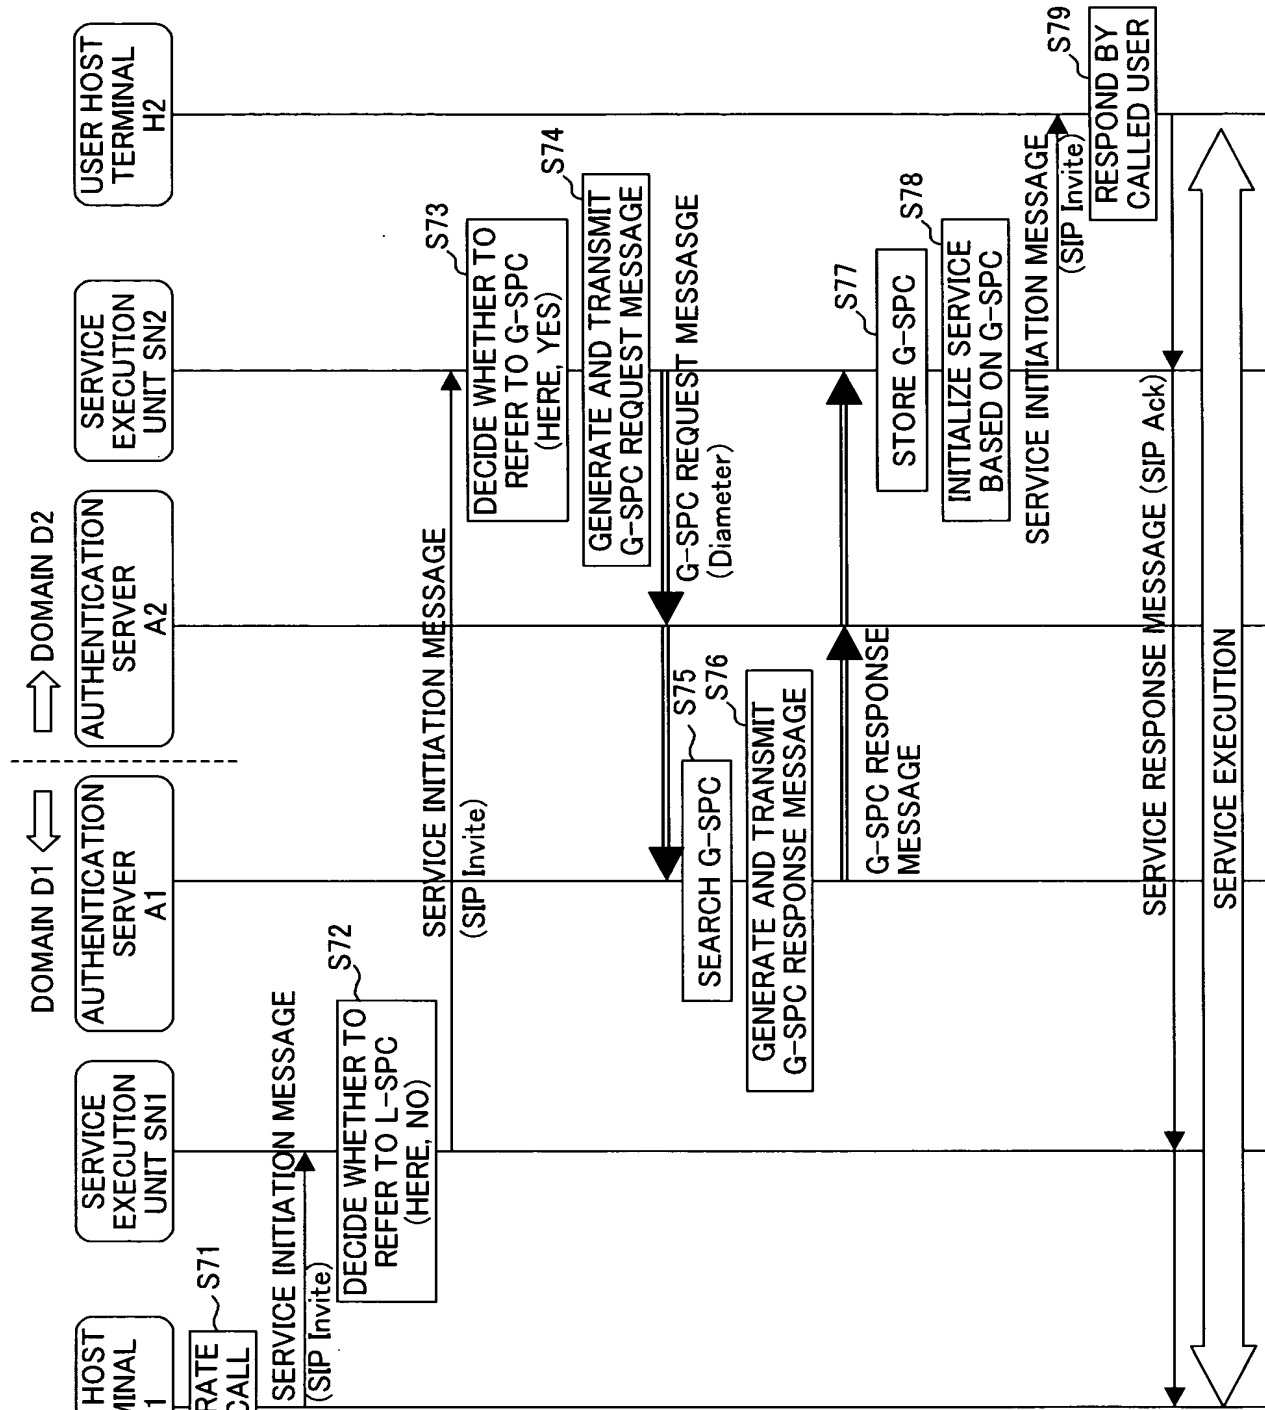 DOMAIN D1
DOMAIN D2
HOST
MINAL
1
SERVICE
EXECUTION
UNIT SN1
AUTHENTICATION
SERVER
A1
AUTHENTICATION
SERVER
A2
SERVICE
EXECUTION
UNIT SN2
USER HOST
TERMINAL
H2
RATE
CALL
S71
SERVICE INITIATION MESSAGE
(SIP Invite)
S72
DECIDE WHETHER TO
REFER TO L-SPC
(HERE, NO)
SERVICE INITIATION MESSAGE
(SIP Invite)
S73
DECIDE WHETHER TO
REFER TO G-SPC
(HERE, YES)
S74
GENERATE AND TRANSMIT
G-SPC REQUEST MESSAGE
G-SPC REQUEST MESSASGE
(Diameter)
S75
SEARCH G-SPC
S76
GENERATE AND TRANSMIT
G-SPC RESPONSE MESSAGE
G-SPC RESPONSE
MESSAGE
S77
STORE G-SPC
S78
INITIALIZE SERVICE
BASED ON G-SPC
SERVICE INITIATION MESSAGE
(SIP Invite)
S79
RESPOND BY
CALLED USER
SERVICE RESPONSE MESSAGE (SIP Ack)
SERVICE EXECUTION